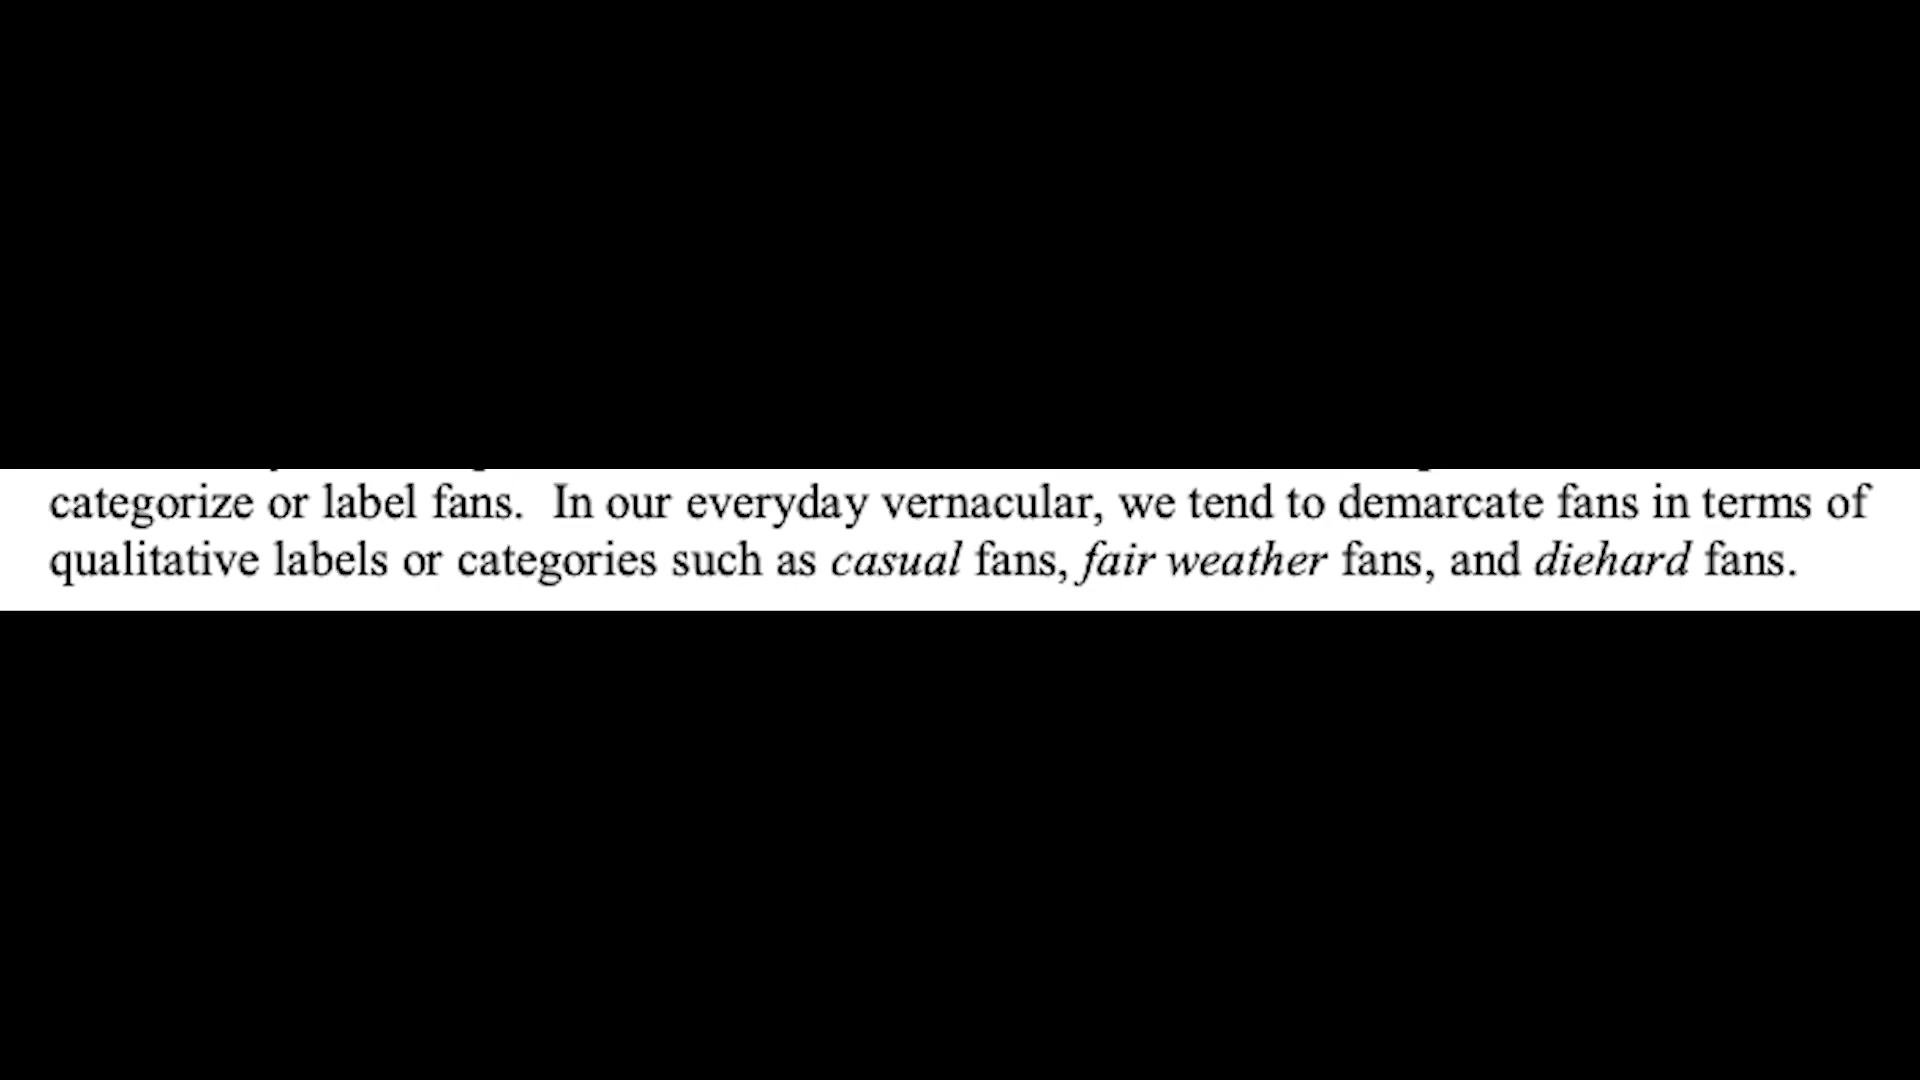 categorize or label fans.  In our everyday vernacular, we tend to demarcate fans in terms of
qualitative labels or categories such as casual fans, fair weather fans, and diehard fans.